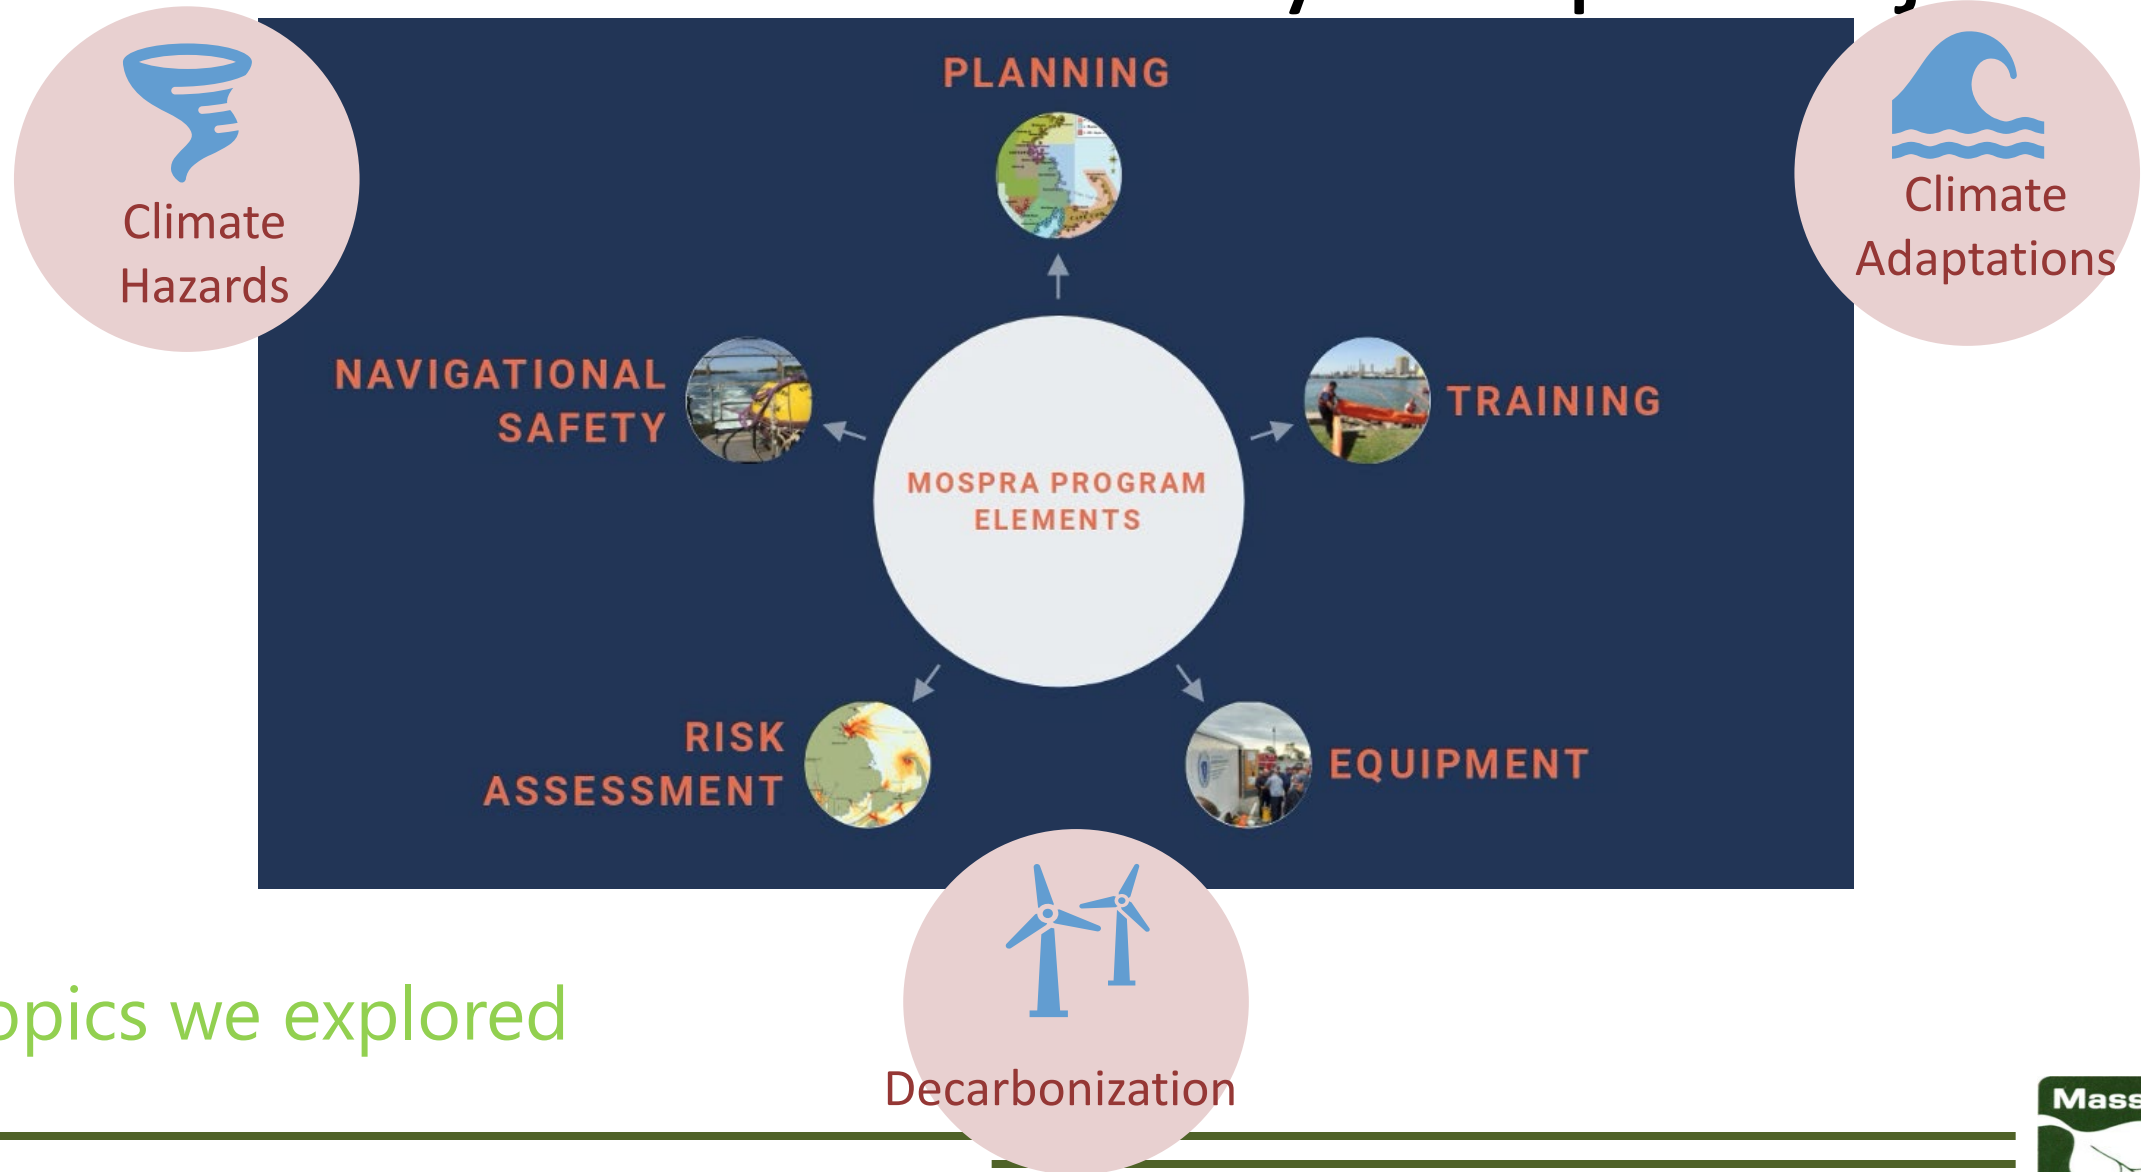 PLANNING
Climate
Hazards
Climate
Adaptations
NAVIGATIONAL
SAFETY
TRAINING
MOSPRA PROGRAM
ELEMENTS
RISK
ASSESSMENT
EQUIPMENT
opics we explored
Decarbonization
Mass